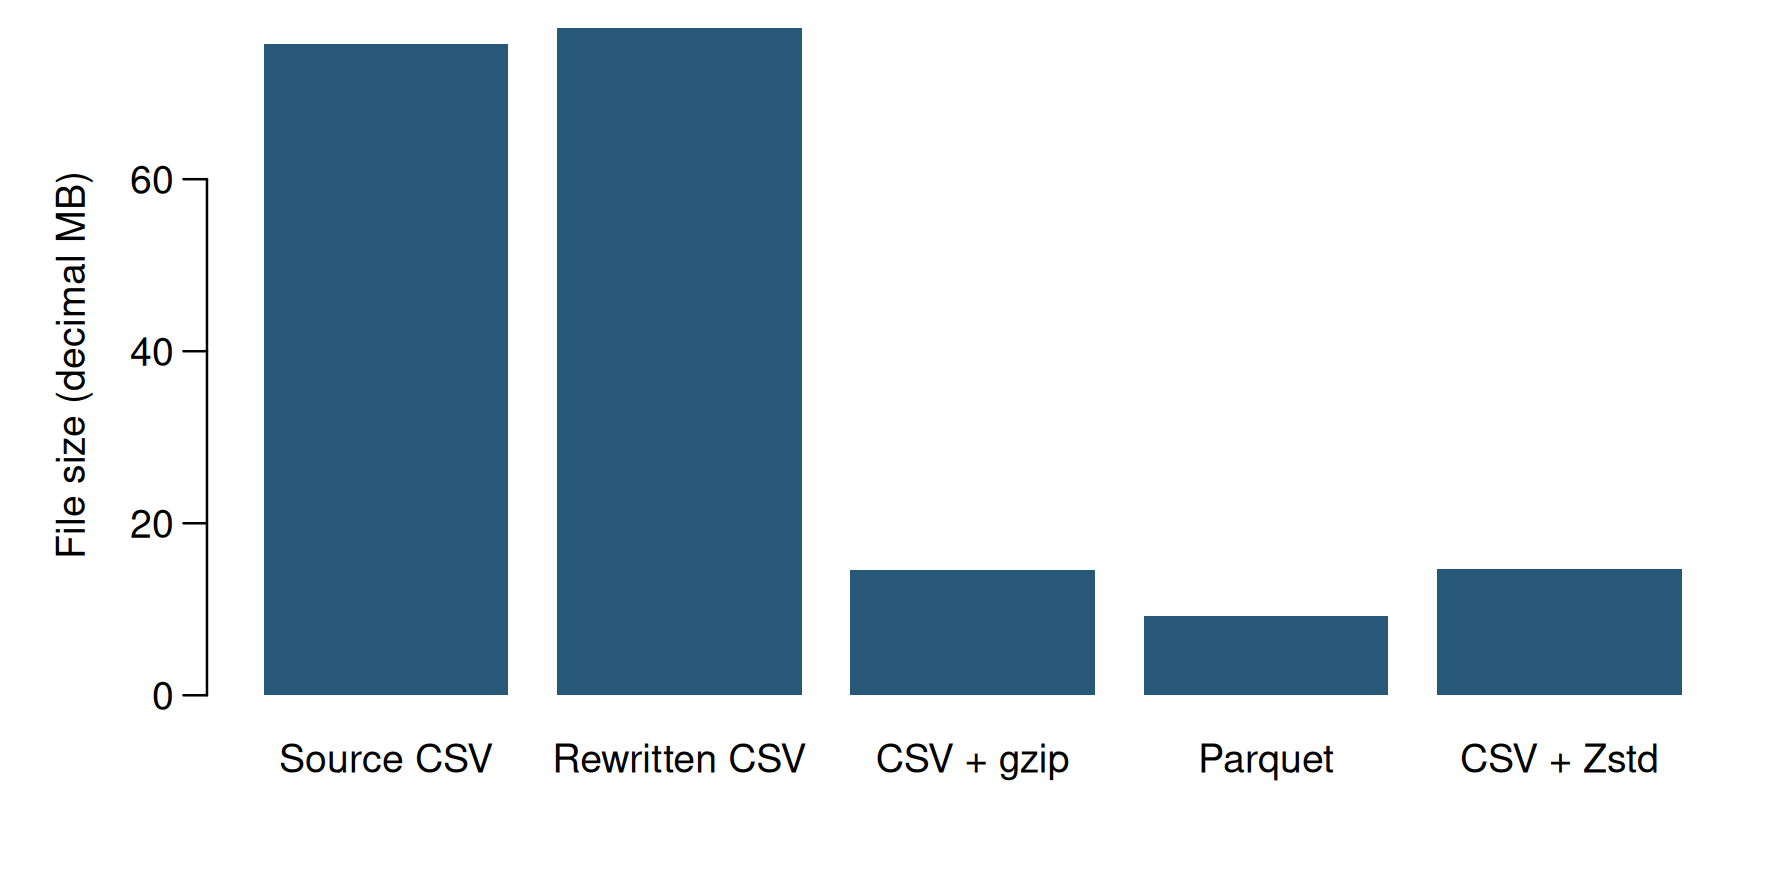 File size (decimal MB)
60
40
20
0
Source CSV
Rewritten CSV
CSV + gzip
Parquet
CSV + Zstd